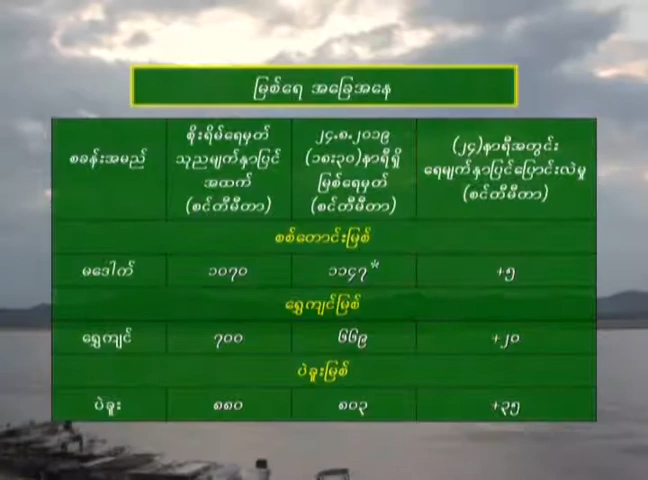 မြစ်ရေ အခြေအနေ
စခန်းအမည်
စိုးရိမ်ရေမှတ်
သုညမျက်နှာပြင်
အထက်
(စင်တီမီတာ)
၂၄.၈.၂၀၁၉
(၁၈း၃၀)နာရီရှိ
မြစ်ရေမှတ်
(စင်တီမီတာ)
(၂၄)နာရီအတွင်း
ရေမျက်နှာပြင်ပြောင်းလဲမှု
(စင်တီမီတာ)
စစ်တောင်းမြစ်
မဒေါက် ၁၀၇၀ ၁၁၄၇* +၅
ရွှေကျင်မြစ်
ရွှေကျင် ၇၀၀ ၆၆၉ +၂၀
ပဲခူးမြစ်
ပဲခူး ၈၈၀ ၈၀၃ +၃၅